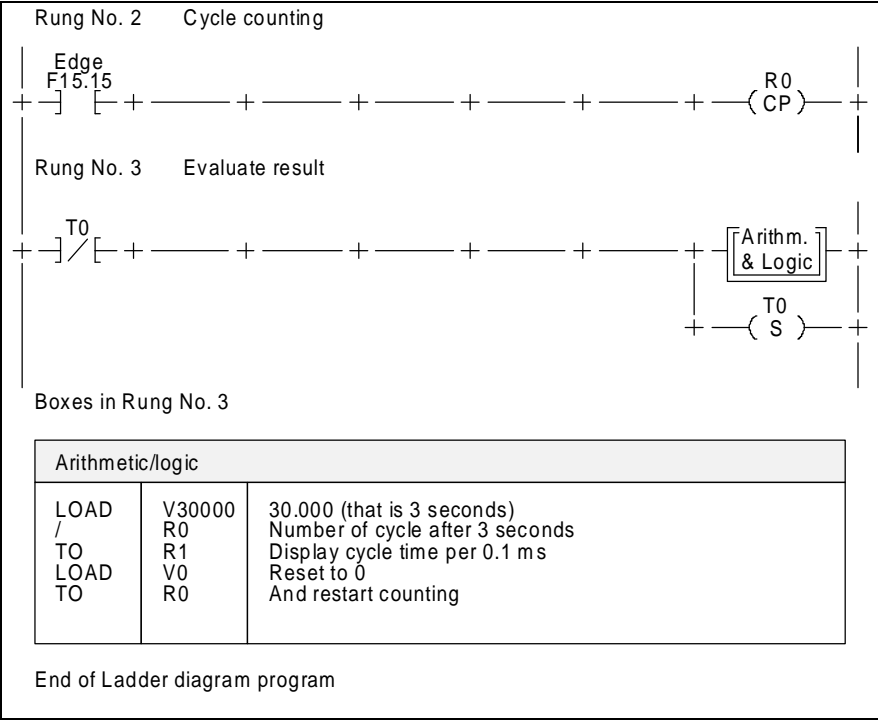 Rung No. 2 Cycle counting
Edge
F15.15
R0
CP
Rung No. 3 Evaluate result
T0
Arithm.
& Logic
T0
S
Boxes in Rung No. 3
Arithmetic/logic
LOAD V30000 30.000 (that is 3 seconds)
/ R0 Number of cycle after 3 seconds
TO R1 Display cycle time per 0.1 ms
LOAD V0 Reset to 0
TO R0 And restart counting
End of Ladder diagram program